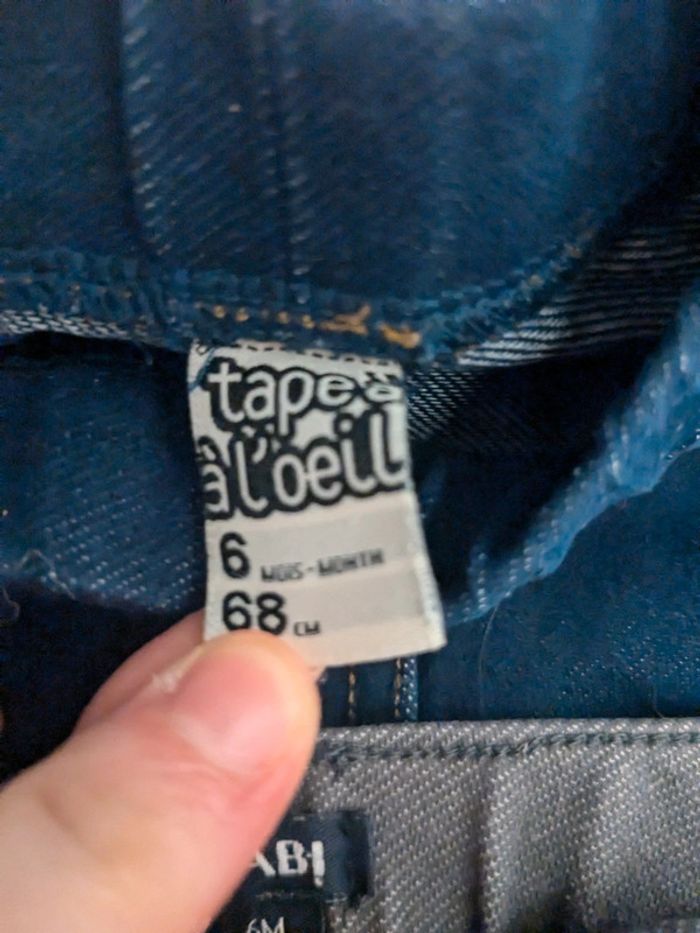 tape à
à l'oeil
6 MOIS-MONTH
68 CM
ABI
6M